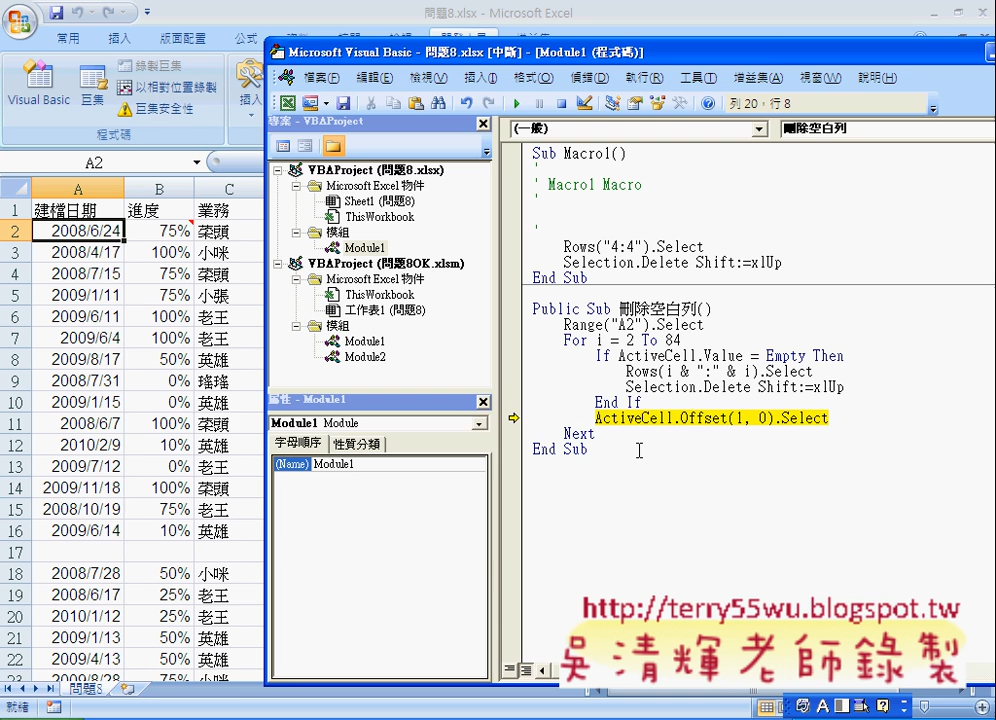 問題8.xlsx - Microsoft Excel
常用 插入 版面配置 公式
Visual Basic 巨集
錄製巨集
以相對位置錄製
巨集安全性
程式碼
插入
A2
A B C
1 建檔日期 進度 業務
2 2008/6/24 75% 榮頭
3 2008/4/17 100% 小咪
4 2008/7/15 75% 榮頭
5 2009/1/11 75% 小張
6 2009/6/11 100% 老王
7 2009/6/4 100% 老王
8 2009/8/17 50% 英雄
9 2008/7/31 0% 瑤瑤
10 2009/1/15 0% 英雄
11 2008/6/7 100% 榮頭
12 2010/2/9 10% 英雄
13 2009/7/12 0% 老王
14 2009/11/18 100% 榮頭
15 2008/10/19 75% 老王
16 2009/6/14 10% 英雄
17
18 2008/7/28 50% 小咪
19 2008/6/17 25% 老王
20 2010/1/12 25% 老王
21 2009/1/13 50% 英雄
22 2009/4/13 50% 英雄
23 2009/8/28 75% 小咪
問題8
就緒
Microsoft Visual Basic - 問題8.xlsx [中斷] - [Module1 (程式碼)]
檔案(F) 編輯(E) 檢視(V) 插入(I) 格式(O) 偵錯(D) 執行(R) 工具(T) 增益集(A) 視窗(W) 說明(H)
列 20，行 8
專案 - VBAProject
VBAProject (問題8.xlsx)
Microsoft Excel 物件
Sheet1 (問題8)
ThisWorkbook
模組
Module1
VBAProject (問題8OK.xlsm)
Microsoft Excel 物件
ThisWorkbook
工作表1 (問題8)
模組
Module1
Module2
屬性 - Module1
Module1 Module
字母順序 性質分類
(Name) Module1
(一般) 刪除空白列
Sub Macro1()
'
' Macro1 Macro
'
'
Rows("4:4").Select
Selection.Delete Shift:=xlUp
End Sub
Public Sub 刪除空白列()
Range("A2").Select
For i = 2 To 84
If ActiveCell.Value = Empty Then
Rows(i & ":" & i).Select
Selection.Delete Shift:=xlUp
End If
ActiveCell.Offset(1, 0).Select
Next
End Sub
http://terry55wu.blogspot.tw
吳清輝老師錄製